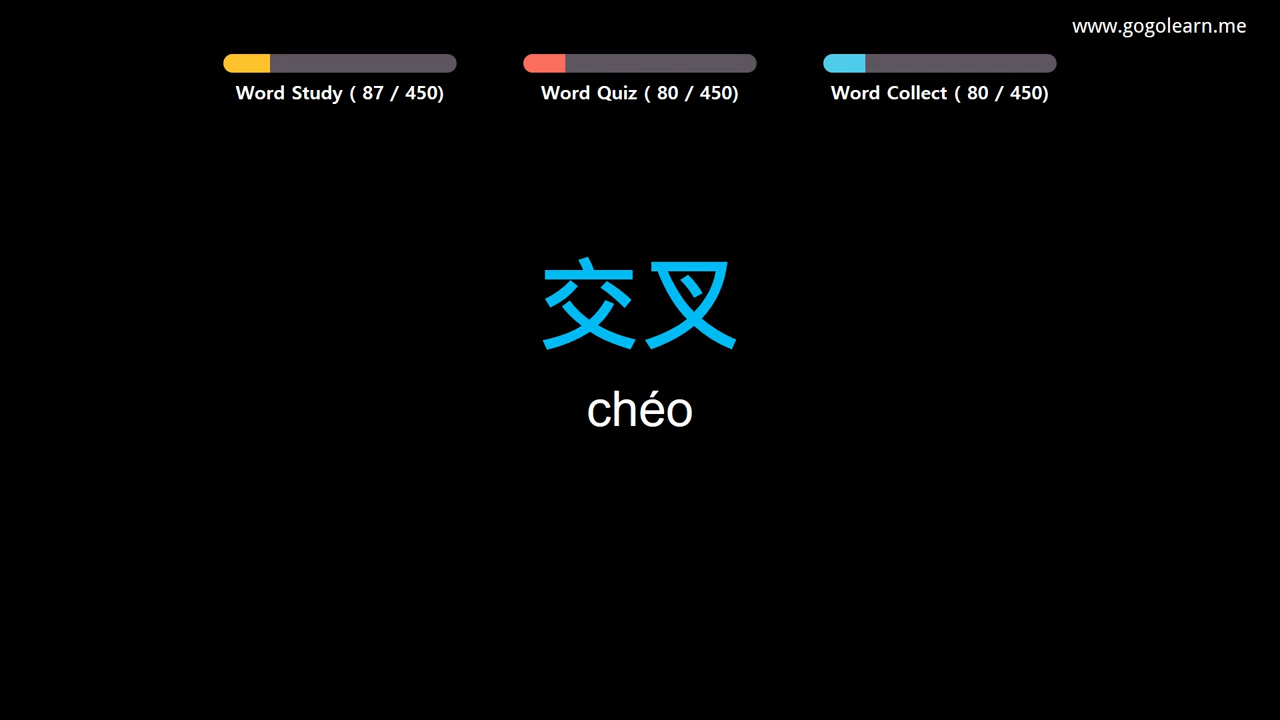 www.gogolearn.me
Word Study ( 87 / 450)
Word Quiz ( 80 / 450)
Word Collect ( 80 / 450)
交叉
chéo